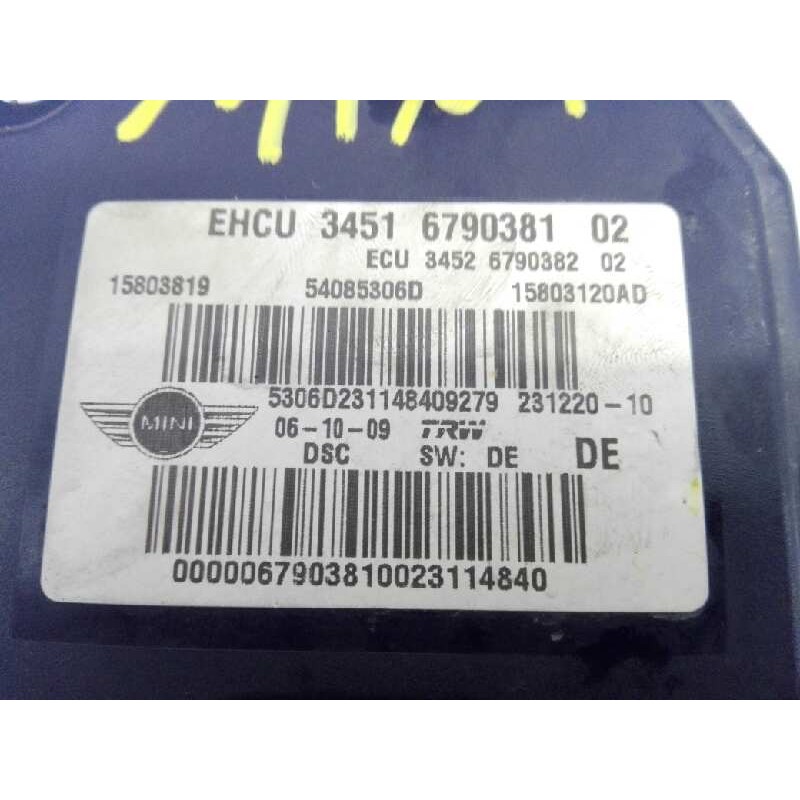 EHCU 3451 6790381 02
ECU 3452 6790382 02
15803819 54085306D 15803120AD
5306D231148409279 231220-10
MINI 06-10-09 TRW
DSC SW: DE DE
0000067903810023114840